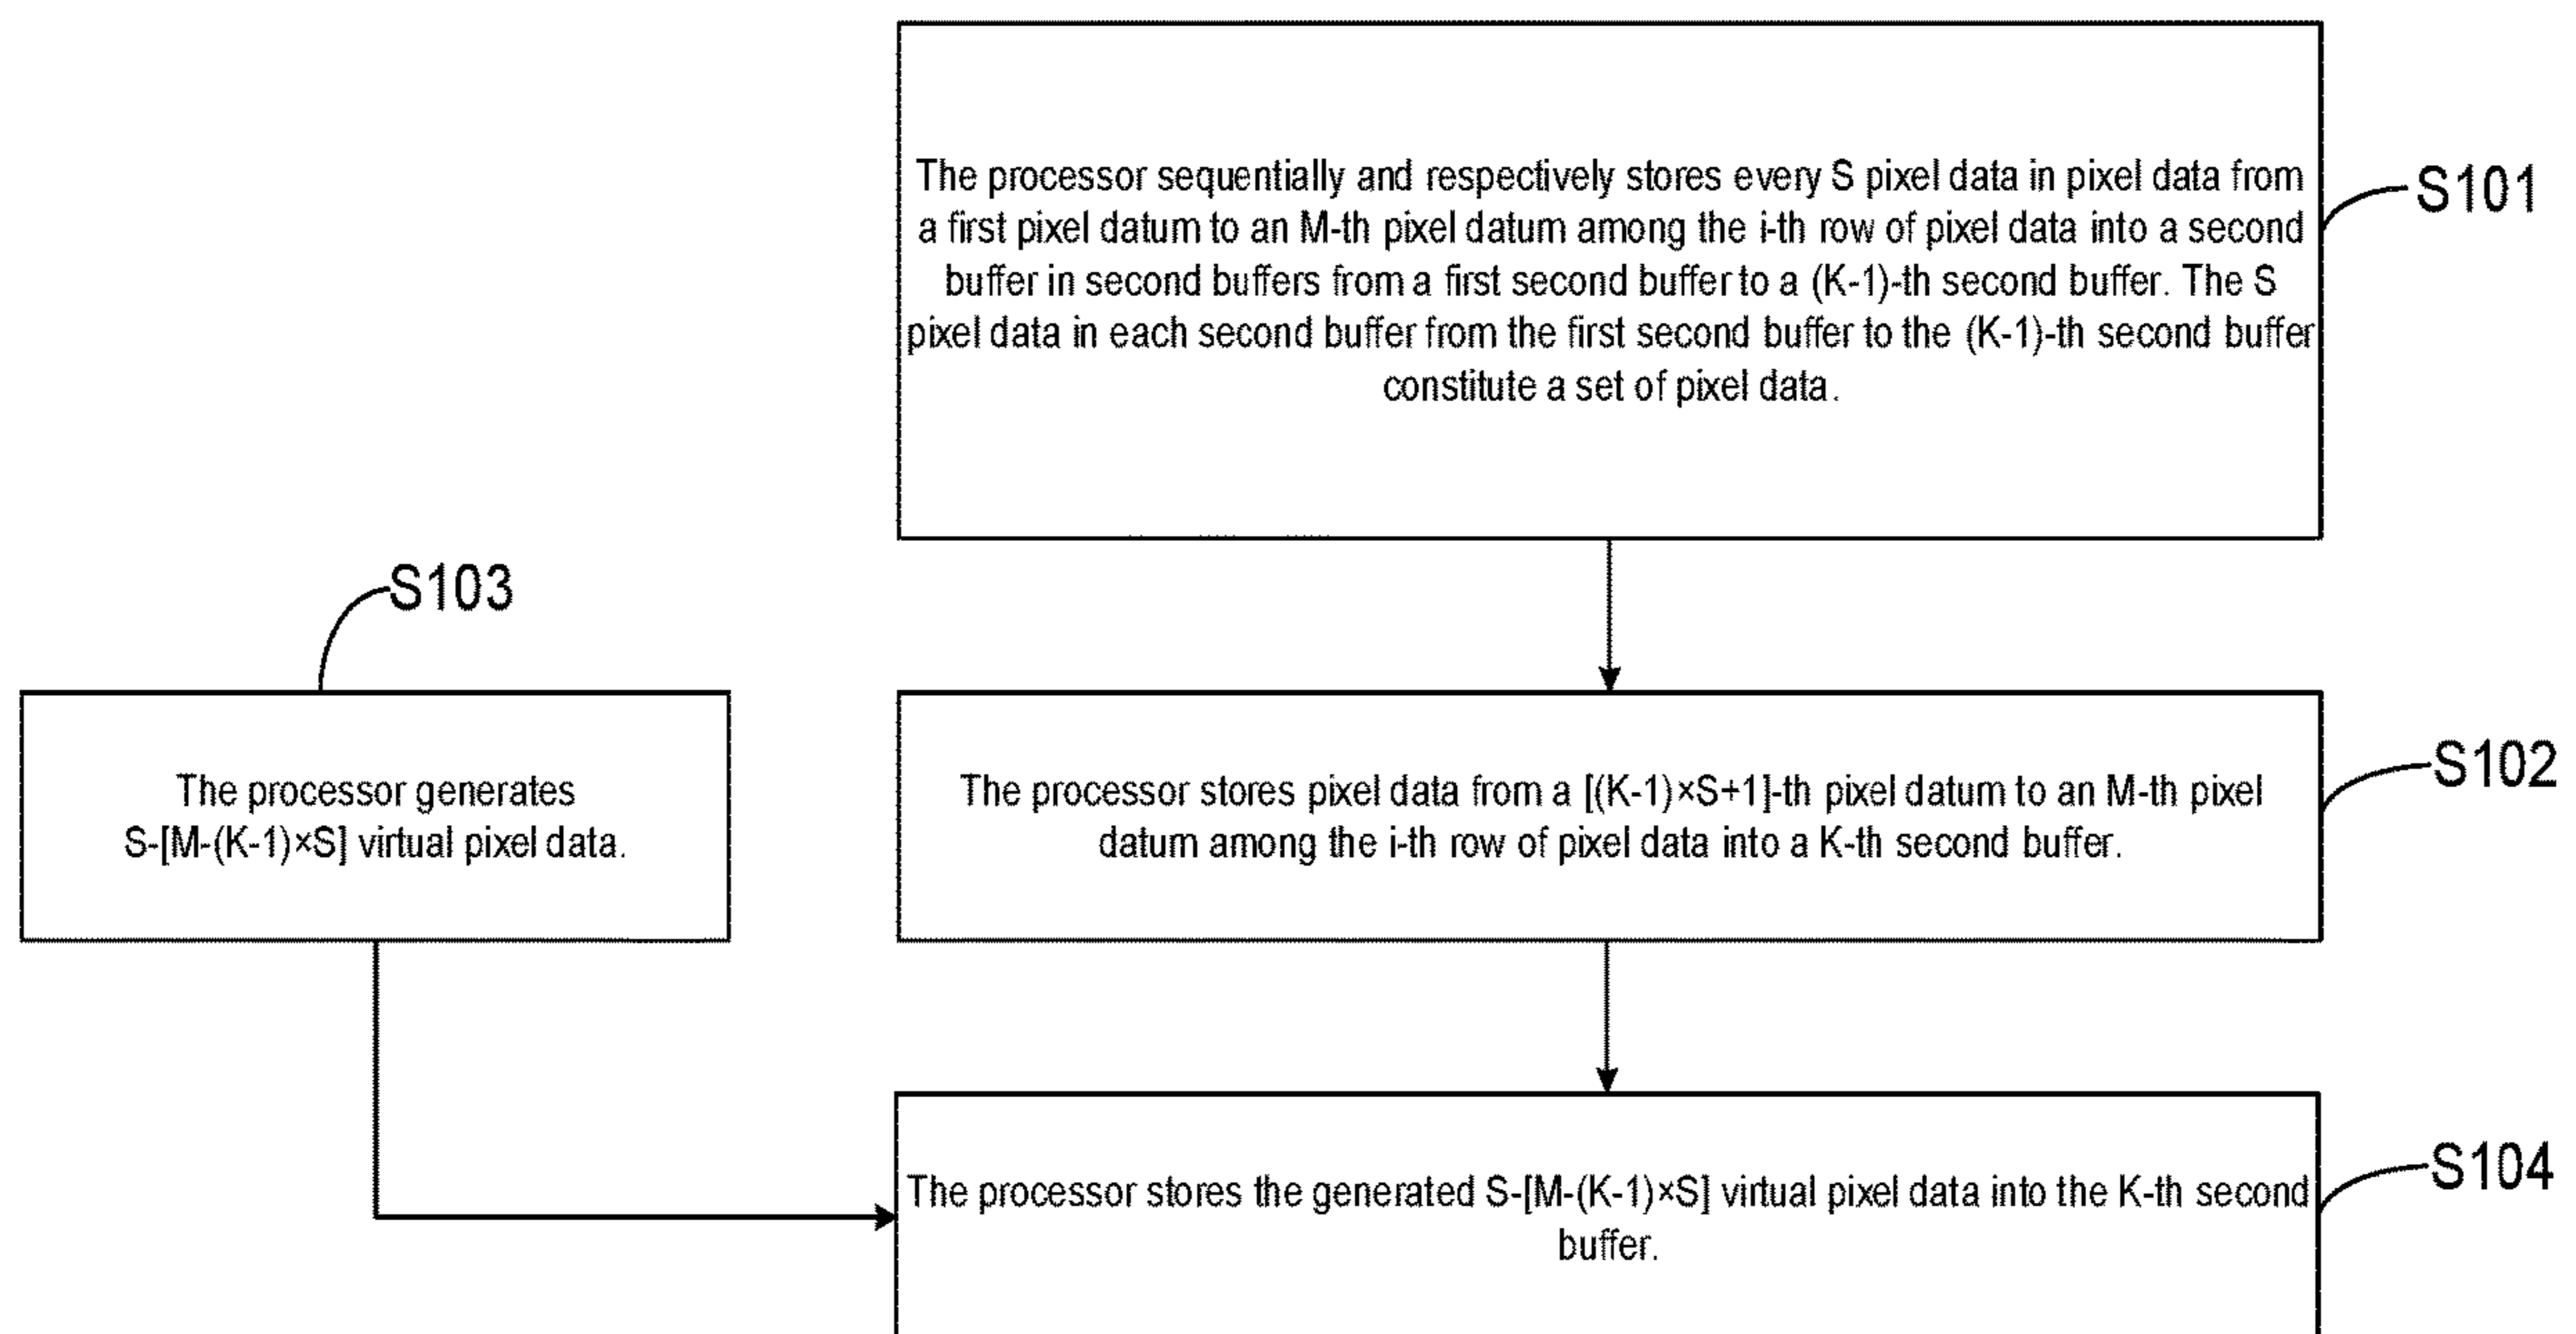 The processor sequentially and respectively stores every S pixel data in pixel data from
a first pixel datum to an M-th pixel datum among the i-th row of pixel data into a second
buffer in second buffers from a first second buffer to a (K-1)-th second buffer. The S
pixel data in each second buffer from the first second buffer to the (K-1)-th second buffer
constitute a set of pixel data.
S101
S103
The processor generates
S-[M-(K-1)×S] virtual pixel data.
The processor stores pixel data from a [(K-1)×S+1]-th pixel datum to an M-th pixel
datum among the i-th row of pixel data into a K-th second buffer.
S102
The processor stores the generated S-[M-(K-1)×S] virtual pixel data into the K-th second
buffer.
S104